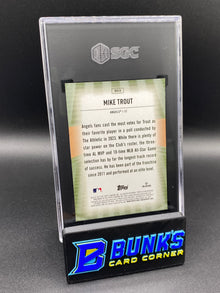 SGC
MIKE TROUT
ANGELS® | CF
Angels fans cast the most votes for Trout as
their favorite player in a poll conducted by
The Athletic in 2023. While there is plenty of
star power on the Club's roster, the three-
time AL MVP and 10-time MLB All-Star Game
selection has by far the longest track record
of success. He has been part of the franchise
since 2011 and performed at an elite level.
Topps
BUNK'S
CARD CORNER